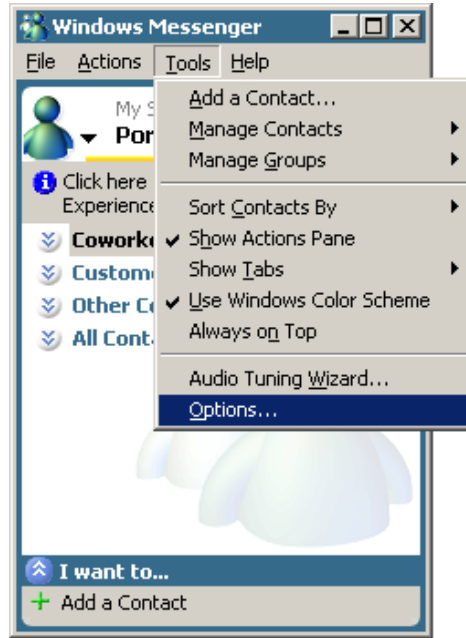 Windows Messenger
File Actions Tools Help
My
Por
Click here
Experience
Add a Contact...
Manage Contacts
Manage Groups
Sort Contacts By
Show Actions Pane
Show Tabs
Use Windows Color Scheme
Always on Top
Audio Tuning Wizard...
Options...
Cowork
Custom
Other C
All Cont
I want to...
Add a Contact